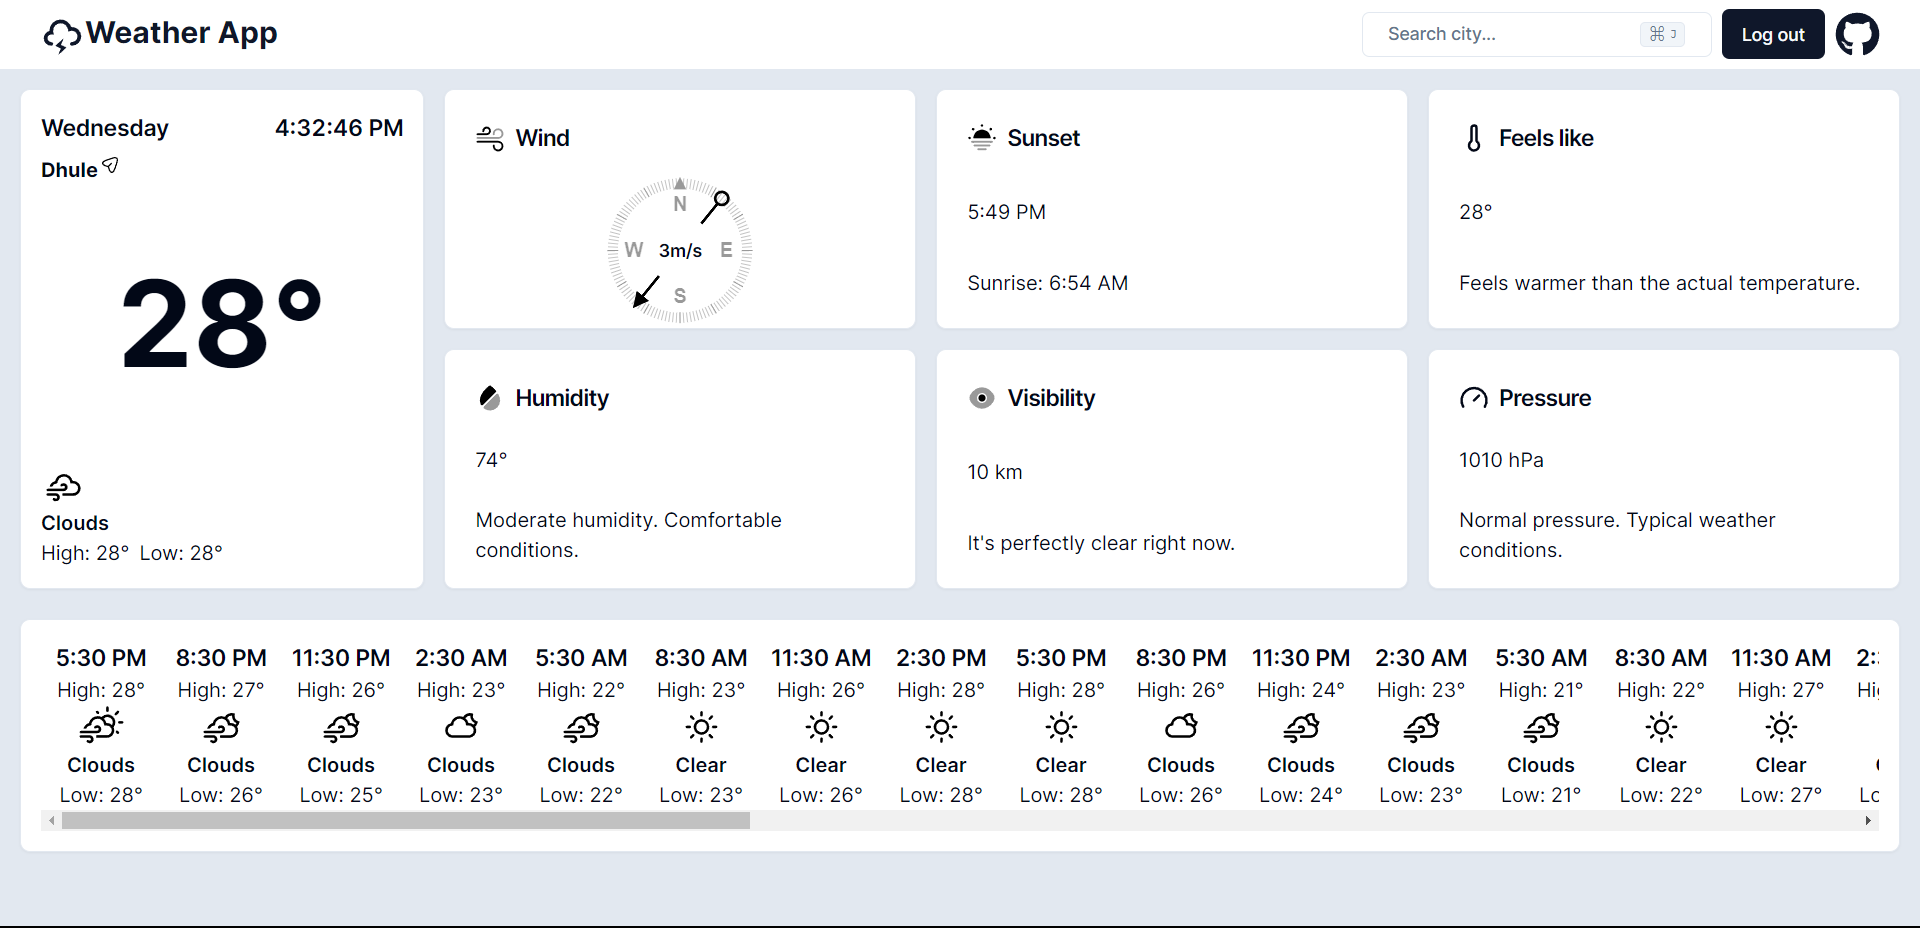 Weather App
Search city...
⌘ J
Log out
Wednesday
4:32:46 PM
Dhule
28°
Clouds
High: 28° Low: 28°
Wind
N
W 3m/s E
S
Sunset
5:49 PM
Sunrise: 6:54 AM
Feels like
28°
Feels warmer than the actual temperature.
Humidity
74°
Moderate humidity. Comfortable
conditions.
Visibility
10 km
It's perfectly clear right now.
Pressure
1010 hPa
Normal pressure. Typical weather
conditions.
5:30 PM 8:30 PM 11:30 PM 2:30 AM 5:30 AM 8:30 AM 11:30 AM 2:30 PM 5:30 PM 8:30 PM 11:30 PM 2:30 AM 5:30 AM 8:30 AM 11:30 AM
High: 28° High: 27° High: 26° High: 23° High: 22° High: 23° High: 26° High: 28° High: 28° High: 26° High: 24° High: 23° High: 21° High: 22° High: 27°
Clouds Clouds Clouds Clouds Clouds Clear Clear Clear Clear Clouds Clouds Clouds Clouds Clear Clear
Low: 28° Low: 26° Low: 25° Low: 23° Low: 22° Low: 23° Low: 26° Low: 28° Low: 28° Low: 26° Low: 24° Low: 23° Low: 21° Low: 22° Low: 27°